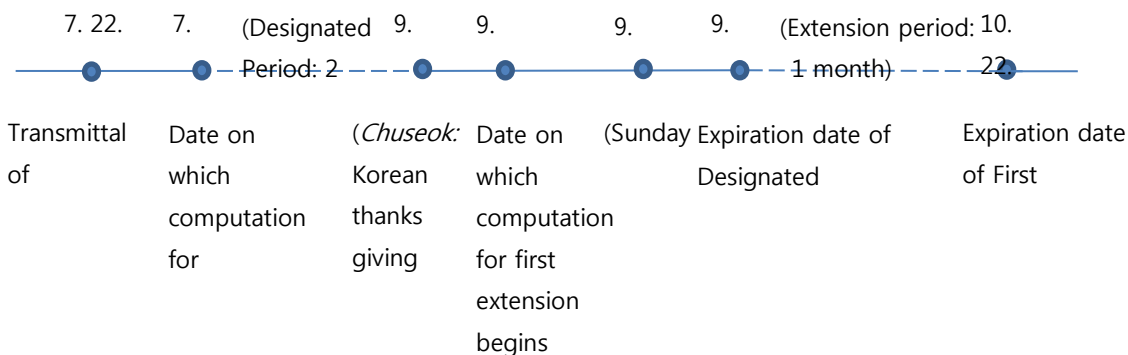 7. 22.
7.
(Designated
Period: 2
9.
9.
9.
9.
(Extension period:
1 month)
10.
22.
Transmittal
of
Date on
which
computation
for
(Chuseok:
Korean
thanks
giving
Date on
which
computation
for first
extension
begins
(Sunday
Expiration date of
Designated
Expiration date
of First